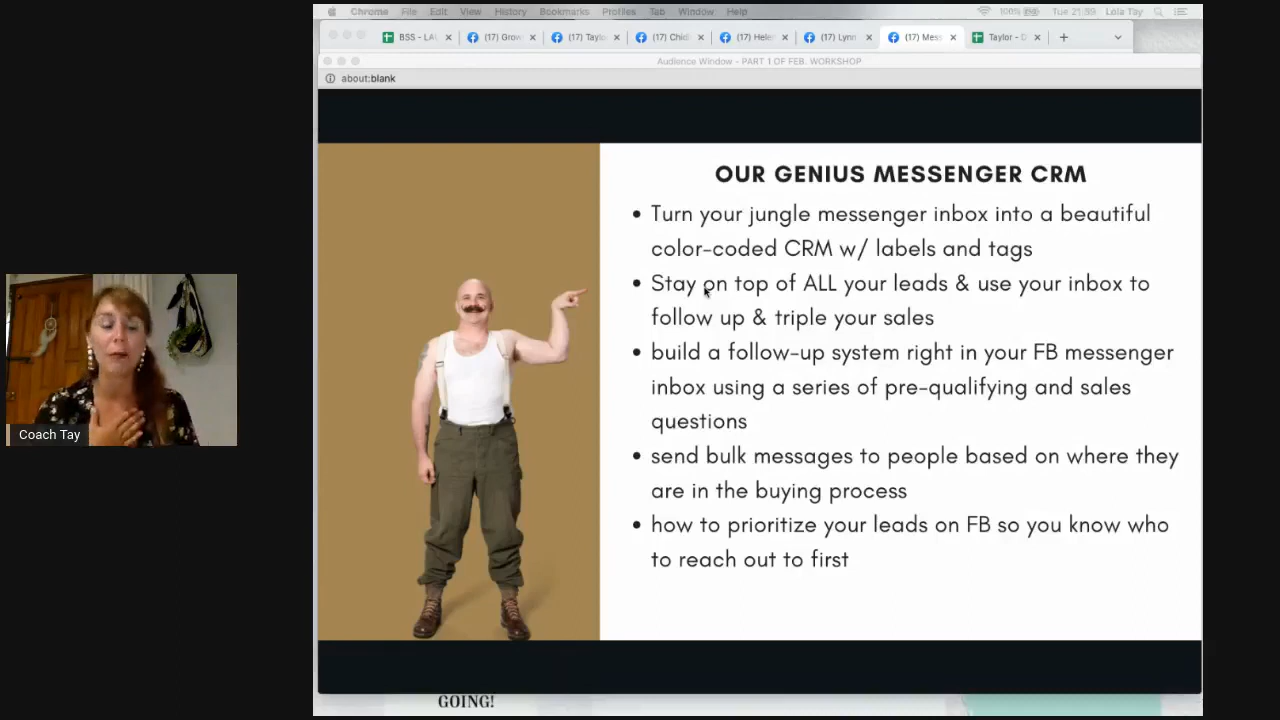 Chrome File Edit View History Bookmarks Profiles Tab Window Help 100% Tue 21:59 Lola Tay
BSS - LAU (17) Grow (17) Taylo (17) Chidi (17) Hele (17) Lynn (17) Mess Taylor - D
Audience Window - PART 1 OF FEB. WORKSHOP
about:blank
OUR GENIUS MESSENGER CRM
• Turn your jungle messenger inbox into a beautiful
color-coded CRM w/ labels and tags
• Stay on top of ALL your leads & use your inbox to
follow up & triple your sales
• build a follow-up system right in your FB messenger
inbox using a series of pre-qualifying and sales
questions
• send bulk messages to people based on where they
are in the buying process
• how to prioritize your leads on FB so you know who
to reach out to first
Coach Tay
GOING!